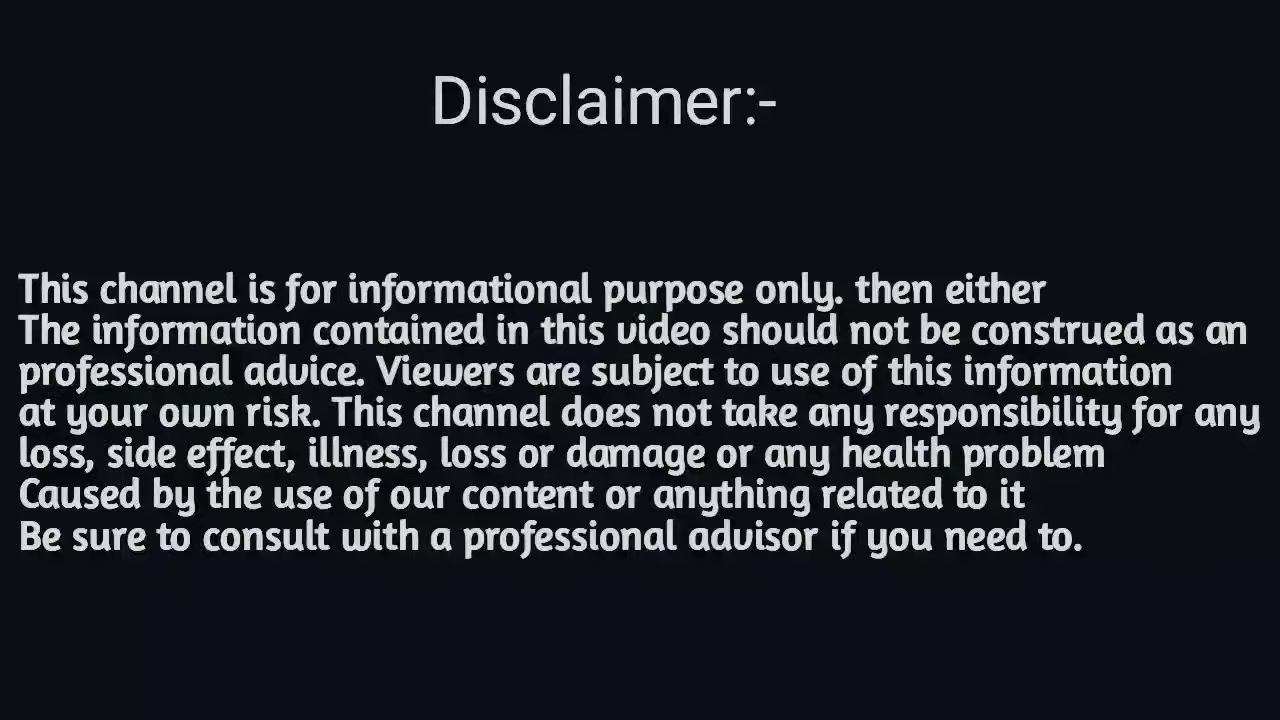 Disclaimer:-
This channel is for informational purpose only. then either
The information contained in this video should not be construed as an
professional advice. Viewers are subject to use of this information
at your own risk. This channel does not take any responsibility for any
loss, side effect, illness, loss or damage or any health problem
Caused by the use of our content or anything related to it
Be sure to consult with a professional advisor if you need to.